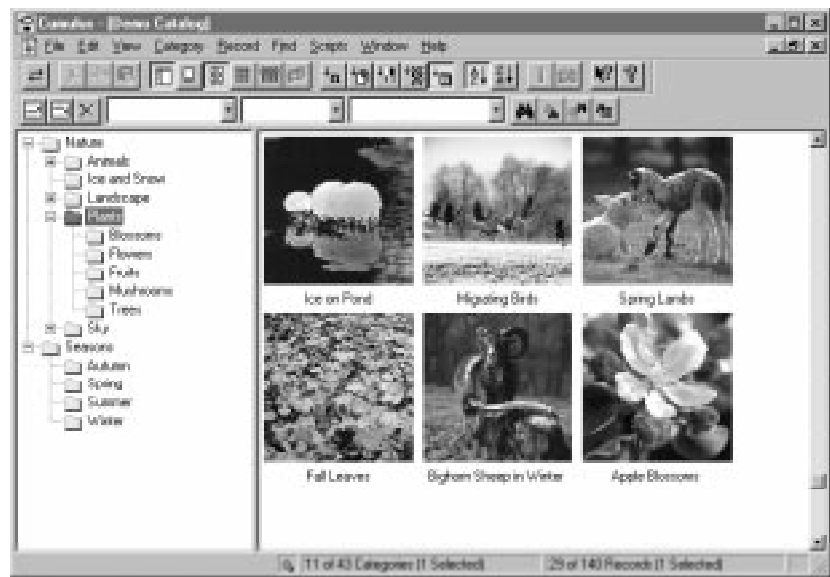 Cumulus - [Demo Catalog]
File Edit View Category Record Find Scripts Window Help
Nature
Animals
Ice and Snow
Landscape
Plants
Blossoms
Flowers
Fruits
Mushrooms
Trees
Sky
Seasons
Autumn
Spring
Summer
Winter
Ice on Pond
Migrating Birds
Spring Lambs
Fall Leaves
Bighorn Sheep in Winter
Apple Blossoms
11 of 43 Categories (1 Selected)
29 of 140 Records (1 Selected)